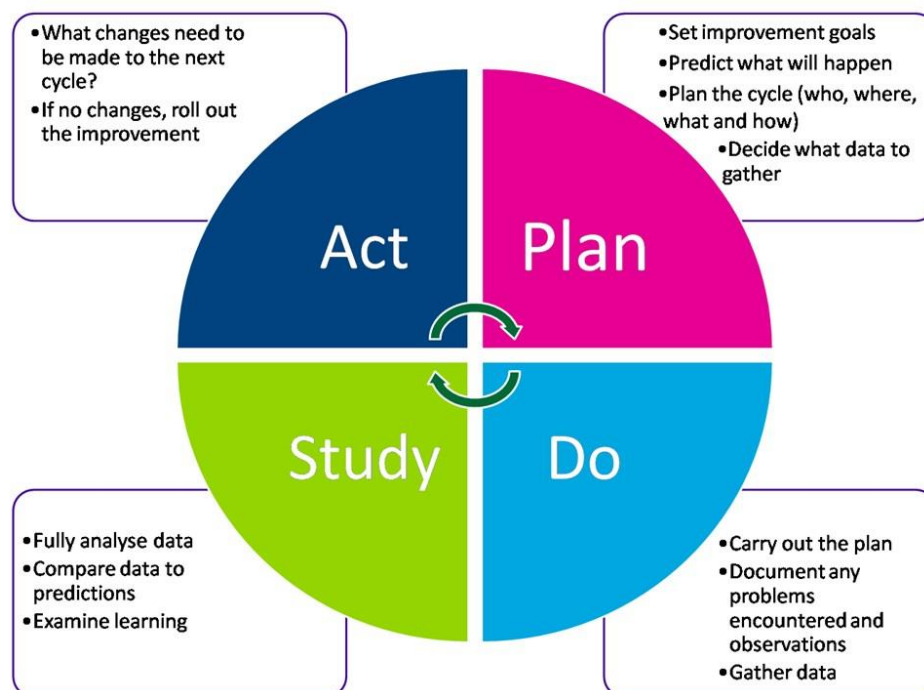 •What changes need to
be made to the next
cycle?
•If no changes, roll out
the improvement
•Set improvement goals
•Predict what will happen
•Plan the cycle (who, where,
what and how)
•Decide what data to
gather
Act
Plan
Study
Do
•Fully analyse data
•Compare data to
predictions
•Examine learning
•Carry out the plan
•Document any
problems
encountered and
observations
•Gather data